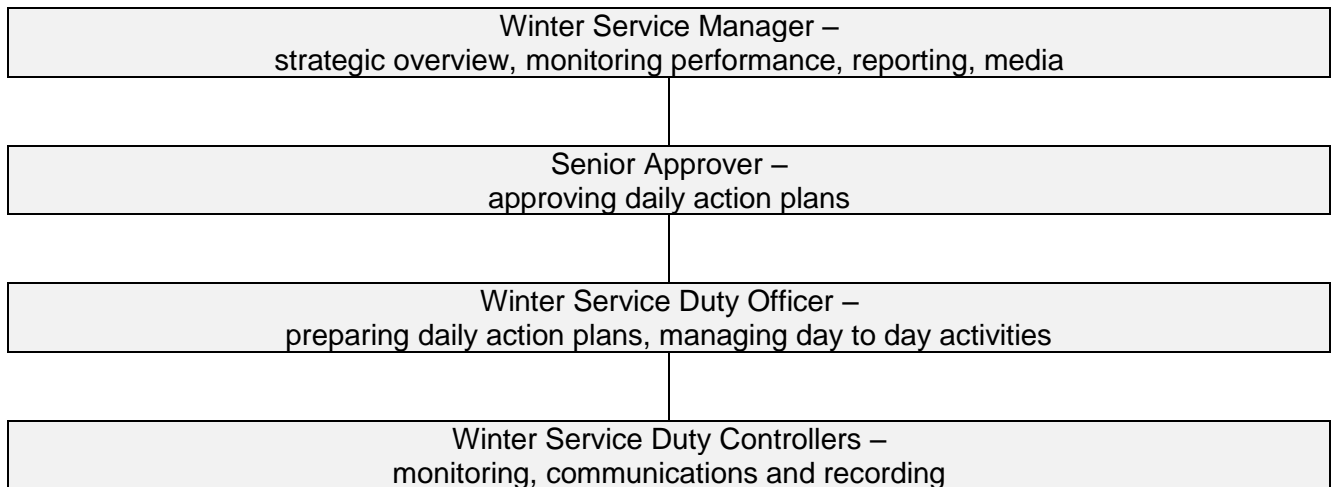 Winter Service Manager –
strategic overview, monitoring performance, reporting, media
Senior Approver –
approving daily action plans
Winter Service Duty Officer –
preparing daily action plans, managing day to day activities
Winter Service Duty Controllers –
monitoring, communications and recording